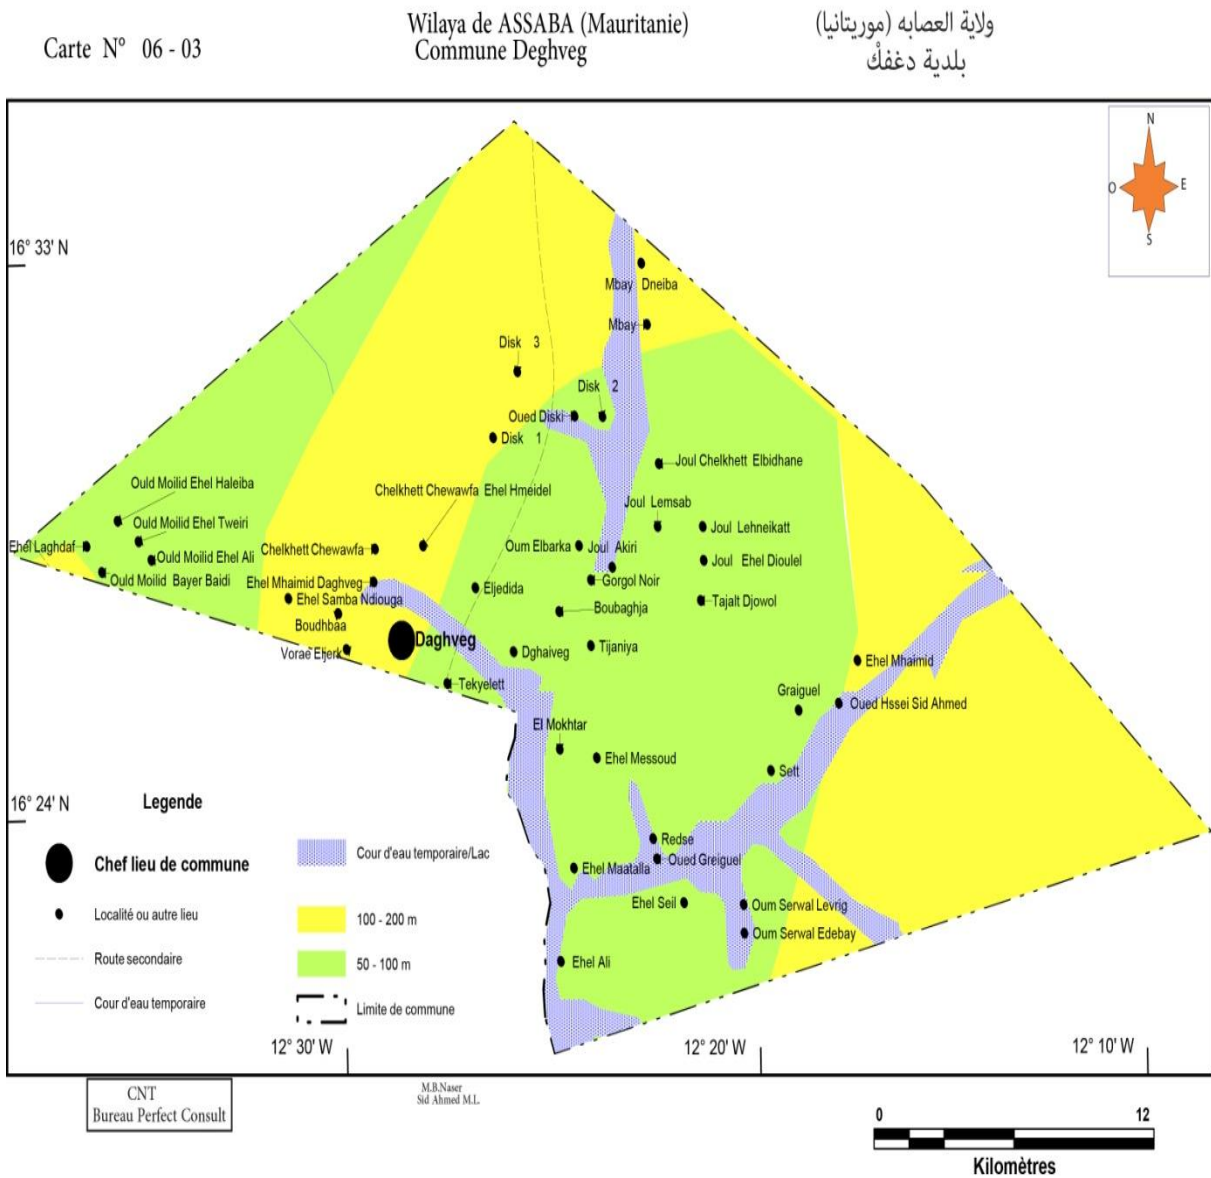 Carte N° 06 - 03
Wilaya de ASSABA (Mauritanie)
Commune Deghveg
ولاية العصابه (موريتانيا)
بلدية دغفكْ
N
O
E
S
16° 33' N
Mbay Dneiba
Mbay
Disk 3
Disk 2
Oued Diski
Disk 1
Joul Chelkhett Elbidhane
Ould Moilid Ehel Haleiba
Chelkhett Chewawfa Ehel Hmeidel
Joul Lemsab
Ould Moilid Ehel Tweiri
Joul Lehneikatt
Ehel Laghdaf
Chelkhett Chewawfa
Oum Elbarka
Joul Akiri
Ould Moilid Ehel Ali
Joul Ehel Dioulel
Ould Moilid Bayer Baidi
Ehel Mhaimid Daghveg
Eljedida
Gorgol Noir
Ehel Samba Ndiouga
Boubaghja
Tajalt Djowol
Boudhbaa
Daghveg
Vorae Eljerk
Dghaiveg
Tijaniya
Ehel Mhaimid
Tekyelett
Graiguel
Oued Hssei Sid Ahmed
El Mokhtar
Ehel Messoud
Sett
16° 24' N
Redse
Oued Greiguel
Ehel Maatalla
Ehel Seil
Oum Serwal Levrig
Oum Serwal Edebay
Ehel Ali
Legende
Chef lieu de commune
Localité ou autre lieu
Route secondaire
Cour d'eau temporaire
Cour d'eau temporaire/Lac
100 - 200 m
50 - 100 m
Limite de commune
12° 30' W
12° 20' W
12° 10' W
CNT
Bureau Perfect Consult
M.B.Naser
Sid Ahmed M.L.
0 12
Kilomètres